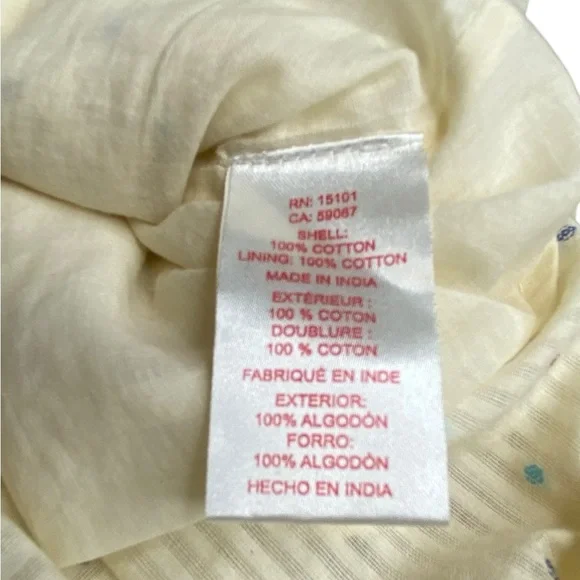 RN: 15101
CA: 59067
SHELL:
100% COTTON
LINING: 100% COTTON
MADE IN INDIA
EXTÉRIEUR :
100 % COTON
DOUBLURE :
100 % COTON
FABRIQUÉ EN INDE
EXTERIOR:
100% ALGODÓN
FORRO:
100% ALGODÓN
HECHO EN INDIA